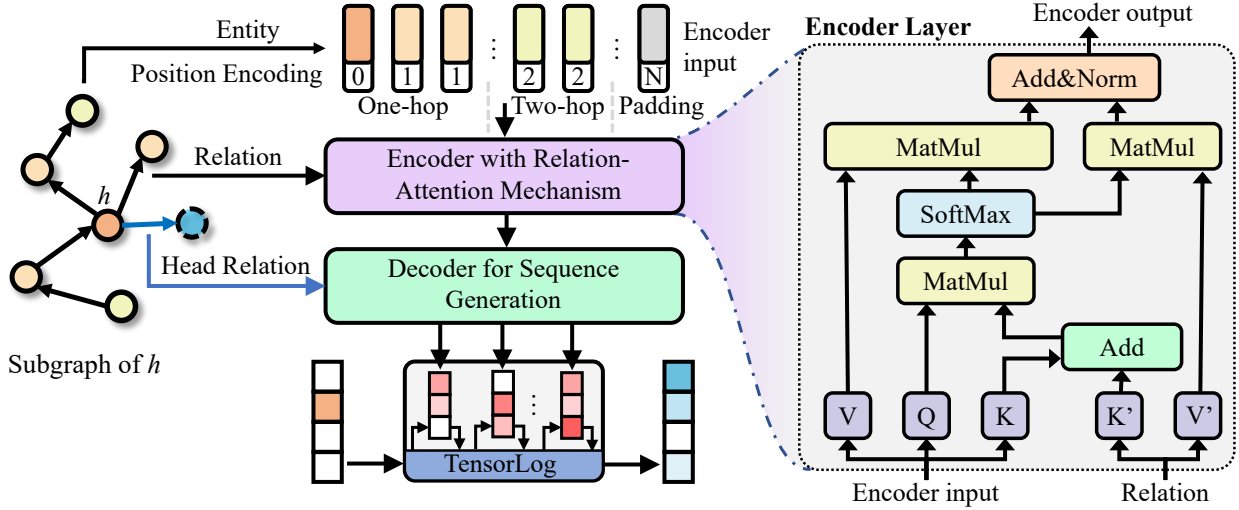 Entity
Position Encoding
0 1 1 2 2 N
Encoder
input
One-hop Two-hop Padding
Relation
Encoder with Relation-
Attention Mechanism
h
Head Relation
Decoder for Sequence
Generation
Subgraph of h
TensorLog
Encoder output
Encoder Layer
Add&Norm
MatMul MatMul
SoftMax
MatMul
Add
V Q K K' V'
Encoder input Relation